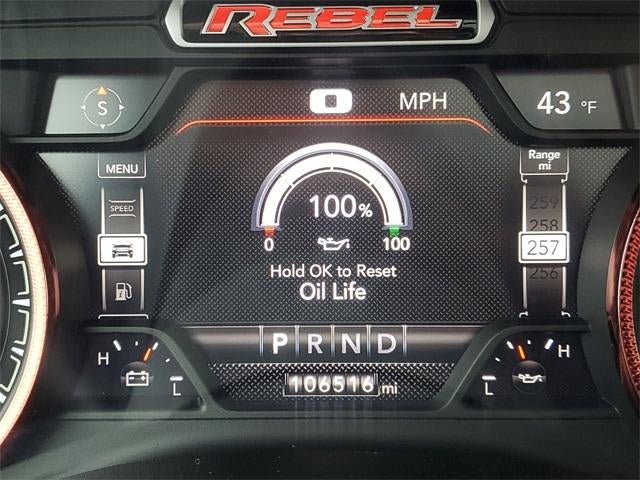 REBEL
S
0 MPH
43 °F
MENU
Range
mi
SPEED
259
258
257
256
100%
0 100
Hold OK to Reset
Oil Life
P R N D
H L
106516 mi
L H